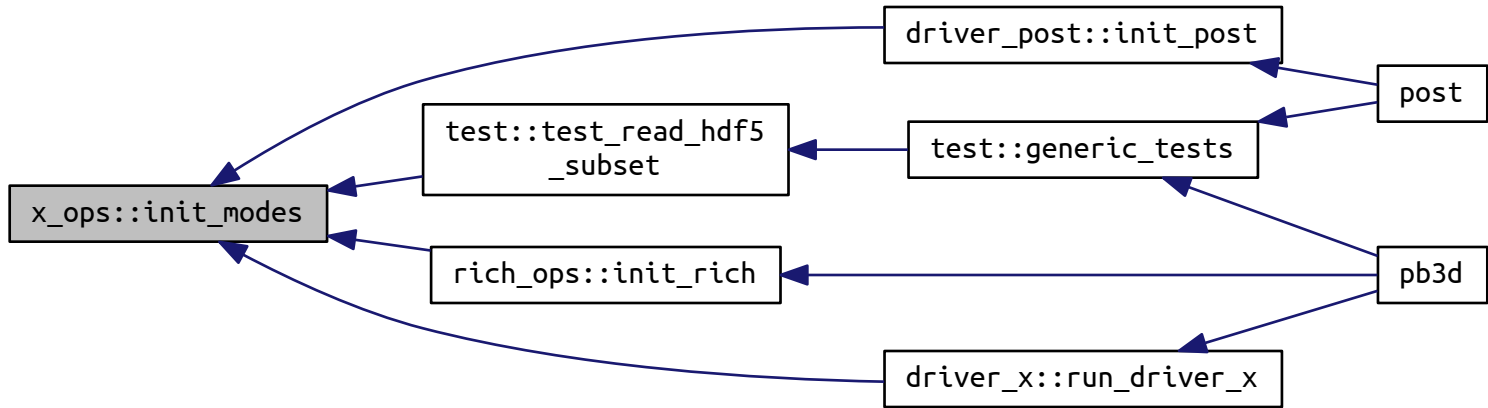 driver_post::init_post
post
test::test_read_hdf5
_subset
test::generic_tests
x_ops::init_modes
rich_ops::init_rich
pb3d
driver_x::run_driver_x